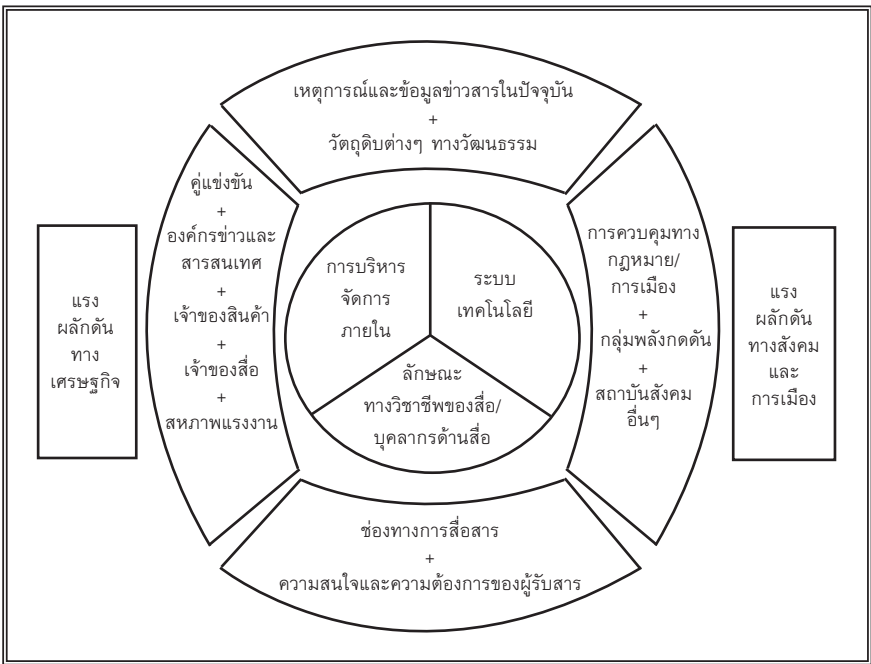 เหตุการณ์และข้อมูลข่าวสารในปัจจุบัน
+
วัตถุดิบต่างๆ ทางวัฒนธรรม
แรง
ผลักดัน
ทาง
เศรษฐกิจ
คู่แข่งขัน
+
องค์กรข่าวและ
สารสนเทศ
+
เจ้าของสินค้า
+
เจ้าของสื่อ
+
สหภาพแรงงาน
การบริหาร
จัดการ
ภายใน
ระบบ
เทคโนโลยี
ลักษณะ
ทางวิชาชีพของสื่อ/
บุคลากรด้านสื่อ
การควบคุมทาง
กฎหมาย/
การเมือง
+
กลุ่มพลังกดดัน
+
สถาบันสังคม
อื่นๆ
แรง
ผลักดัน
ทางสังคม
และ
การเมือง
ช่องทางการสื่อสาร
+
ความสนใจและความต้องการของผู้รับสาร